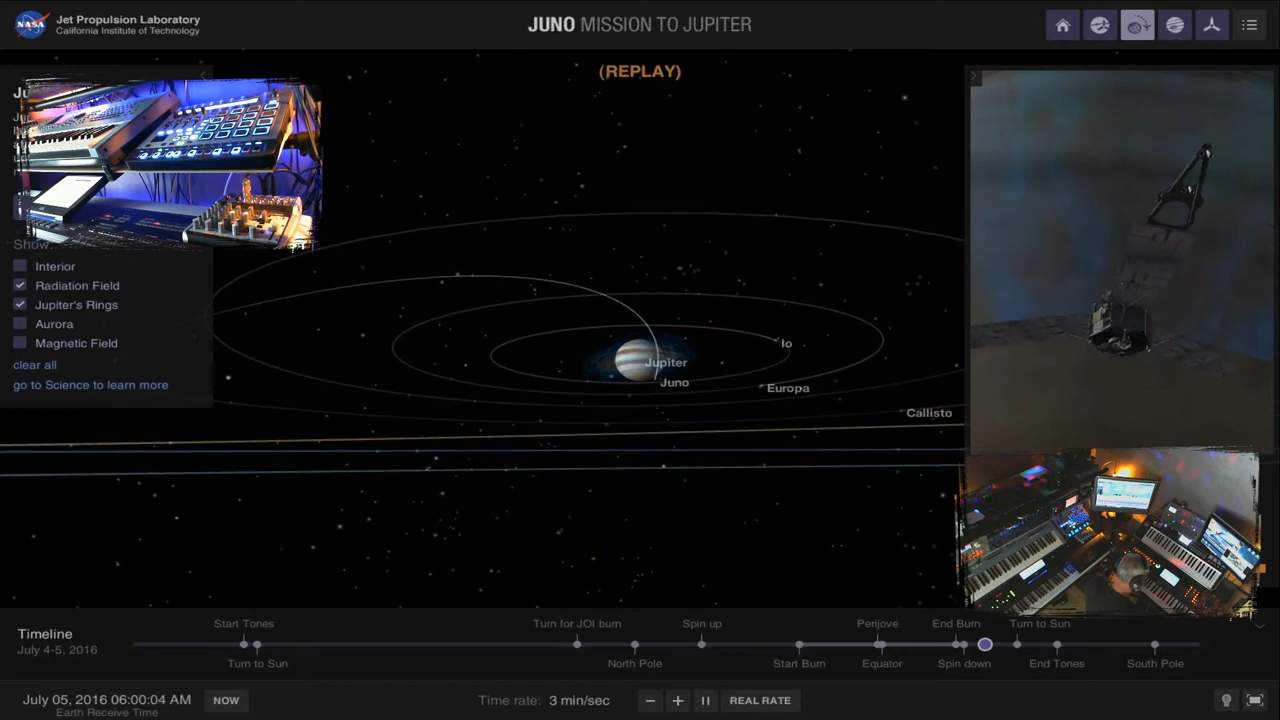 NASA
Jet Propulsion Laboratory
California Institute of Technology
JUNO MISSION TO JUPITER
(REPLAY)
Show
Interior
Radiation Field
Jupiter's Rings
Aurora
Magnetic Field
clear all
go to Science to learn more
Io
Jupiter
Juno
Europa
Callisto
Timeline
July 4-5, 2016
Start Tones
Turn to Sun
Turn for JOI burn
North Pole
Spin up
Start Burn
Perijove
Equator
End Burn
Spin down
Turn to Sun
End Tones
South Pole
July 05, 2016 06:00:04 AM
Earth Receive Time
NOW
Time rate: 3 min/sec
REAL RATE